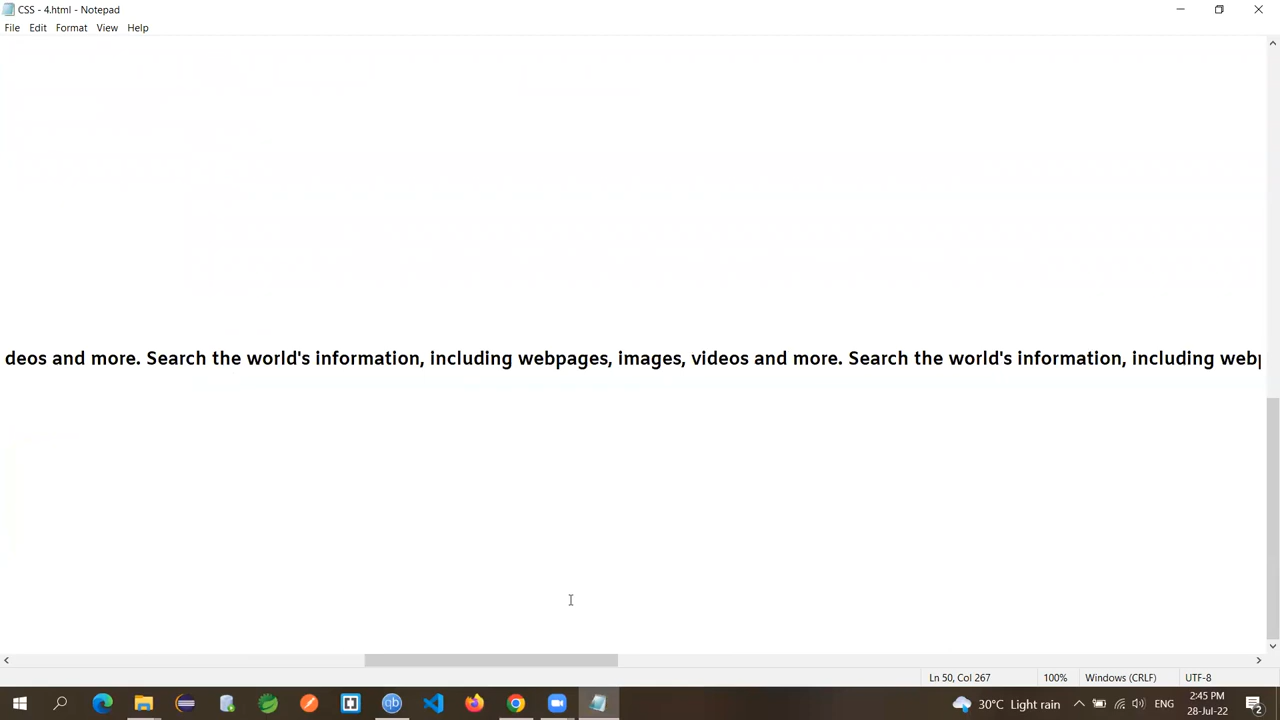 CSS - 4.html - Notepad
File Edit Format View Help
deos and more. Search the world's information, including webpages, images, videos and more. Search the world's information, including web
Ln 50, Col 267 100% Windows (CRLF) UTF-8
30°C Light rain ENG 2:45 PM
28-Jul-22 2
qb